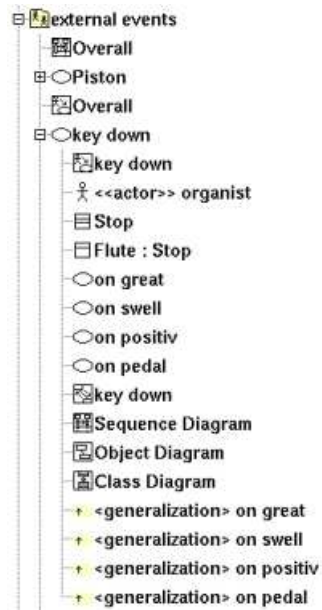 external events
Overall
Piston
Overall
key down
key down
<<actor>> organist
Stop
Flute : Stop
on great
on swell
on positiv
on pedal
key down
Sequence Diagram
Object Diagram
Class Diagram
<generalization> on great
<generalization> on swell
<generalization> on positiv
<generalization> on pedal